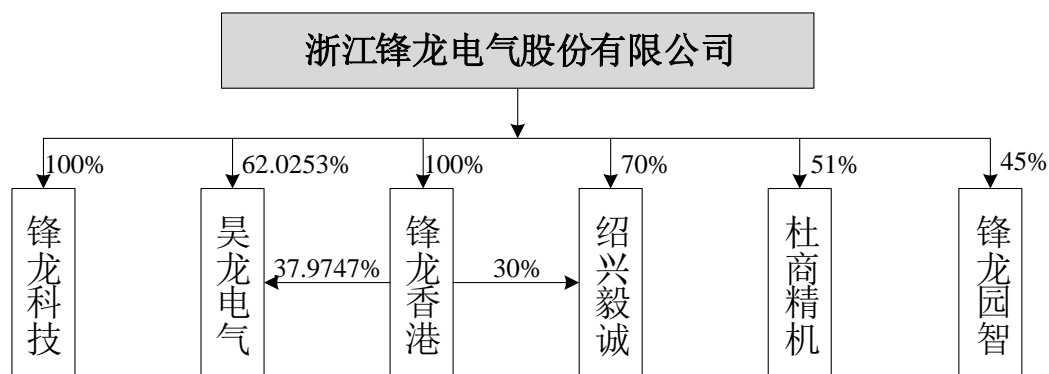 浙江锋龙电气股份有限公司
100%
62.0253%
100%
70%
51%
45%
锋龙科技
昊龙电气
锋龙香港
绍兴毅诚
杜商精机
锋龙园智
37.9747%
30%